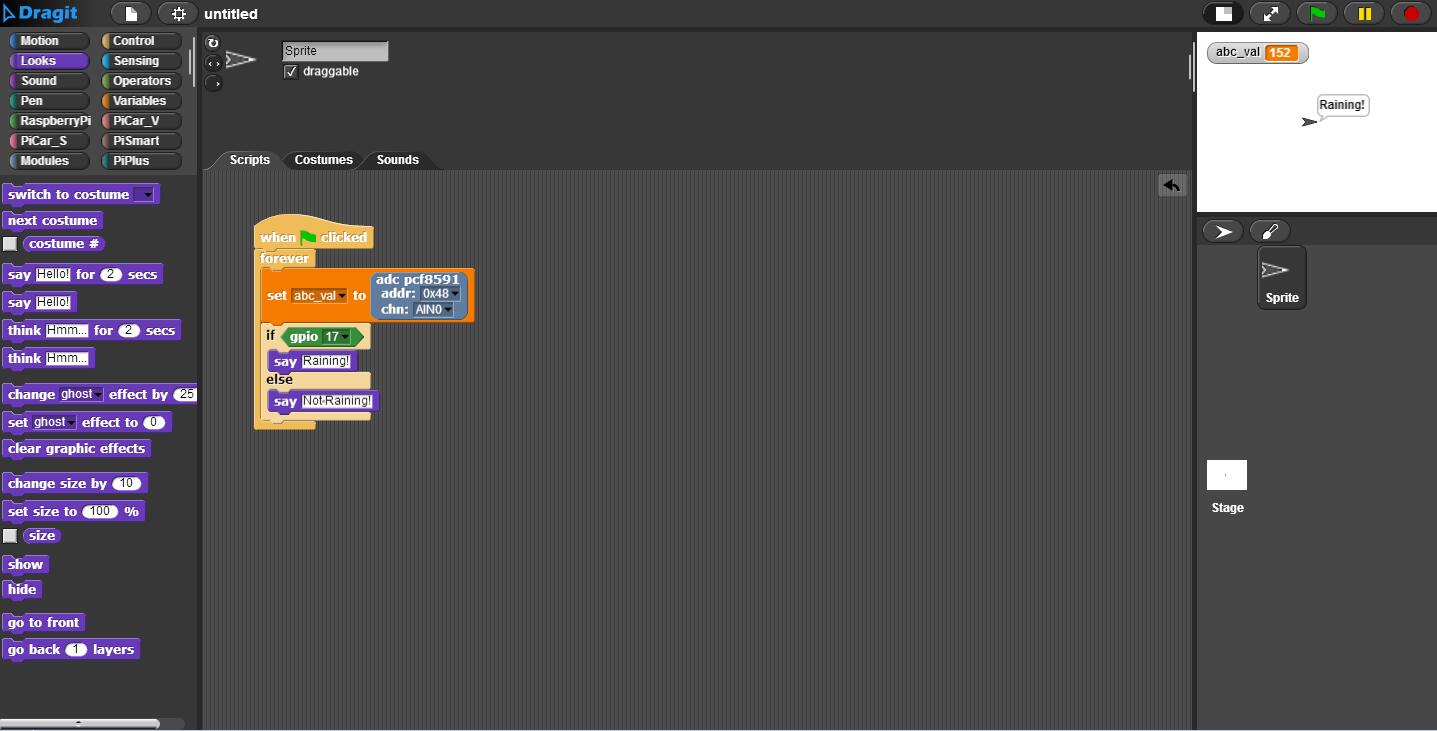 Dragit
untitled
Motion Control
Looks Sensing
Sound Operators
Pen Variables
RaspberryPi PiCar_V
PiCar_S PiSmart
Modules PiPlus
switch to costume
next costume
costume #
say Hello! for 2 secs
say Hello!
think Hmm... for 2 secs
think Hmm...
change ghost effect by 25
set ghost effect to 0
clear graphic effects
change size by 10
set size to 100 %
size
show
hide
go to front
go back 1 layers
Sprite
draggable
Scripts Costumes Sounds
when clicked
forever
set abc_val to adc pcf8591
addr: 0x48
chn: AIN0
if gpio 17
say Raining!
else
say Not-Raining!
abc_val 152
Raining!
Sprite
Stage